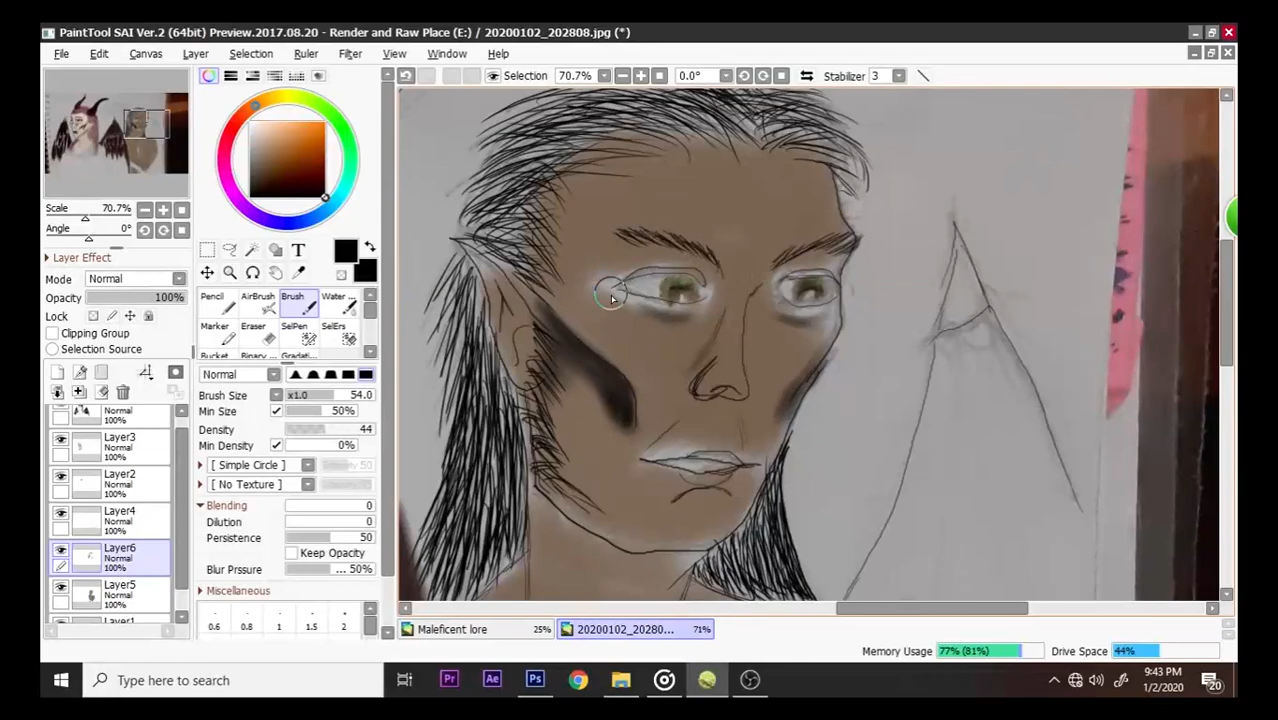 PaintTool SAI Ver.2 (64bit) Preview.2017.08.20 - Render and Raw Place (E:) / 20200102_202808.jpg (*)
File Edit Canvas Layer Selection Ruler Filter View Window Help
Selection 70.7% 0.0° Stabilizer 3
Scale 70.7%
Angle 0°
Layer Effect
Mode Normal
Opacity 100%
Lock
Clipping Group
Selection Source
Normal
100%
Layer3
Normal
100%
Layer2
Normal
100%
Layer4
Normal
100%
Layer6
Normal
100%
Layer5
Normal
100%
Layer1
T
Pencil AirBrush Brush Water ...
Marker Eraser SelPen SelErs
Bucket Binary ... Gradati...
Normal
Brush Size x1.0 54.0
Min Size 50%
Density 44
Min Density 0%
[ Simple Circle ] 50
[ No Texture ]
Blending 0
Dilution 0
Persistence 50
Keep Opacity
Blur Prssure ... 50%
Miscellaneous
0.6 0.8 1 1.5 2
Maleficent lore 25% 20200102_20280... 71%
Memory Usage 77% (81%) Drive Space 44%
Type here to search
Pr Ae Ps
9:43 PM
1/2/2020
20